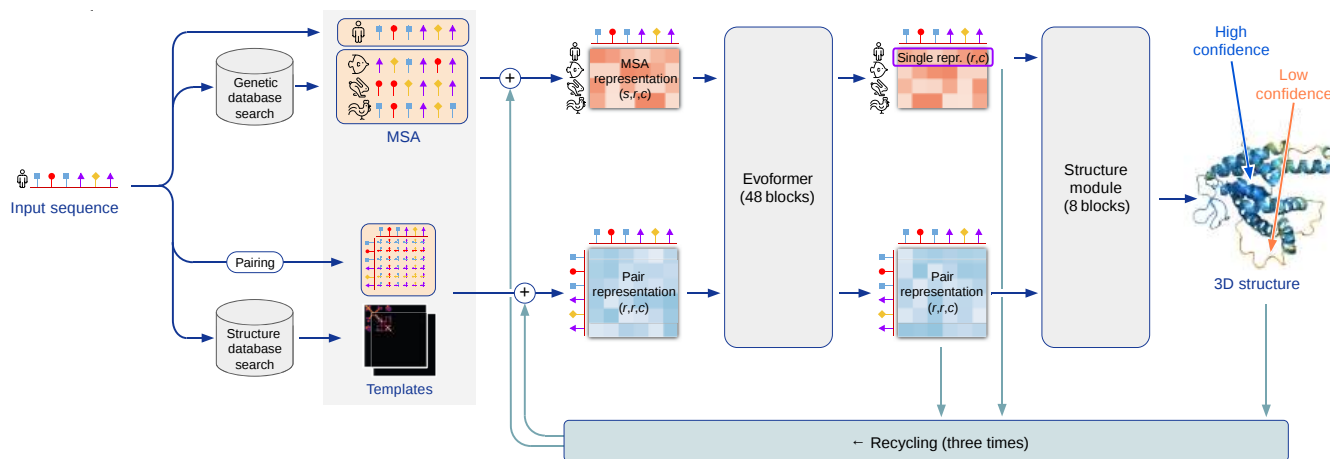 High
confidence
Low
confidence
Genetic
database
search
MSA
MSA
representation
(s,r,c)
Single repr. (r,c)
Input sequence
Evoformer
(48 blocks)
Structure
module
(8 blocks)
Pairing
Pair
representation
(r,r,c)
Pair
representation
(r,r,c)
3D structure
Structure
database
search
Templates
+
+
← Recycling (three times)